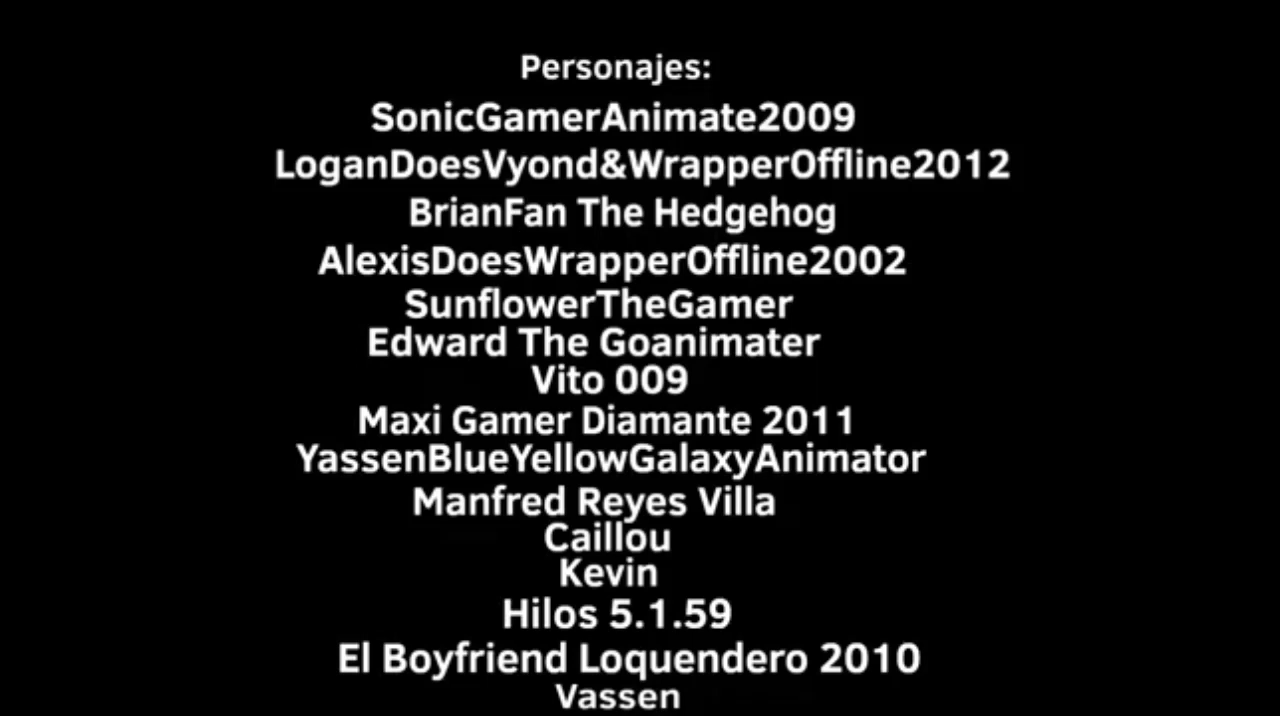 Personajes:
SonicGamerAnimate2009
LoganDoesVyond&WrapperOffline2012
BrianFan The Hedgehog
AlexisDoesWrapperOffline2002
SunflowerTheGamer
Edward The Goanimater
Vito 009
Maxi Gamer Diamante 2011
YassenBlueYellowGalaxyAnimator
Manfred Reyes Villa
Caillou
Kevin
Hilos 5.1.59
El Boyfriend Loquendero 2010
Vassen